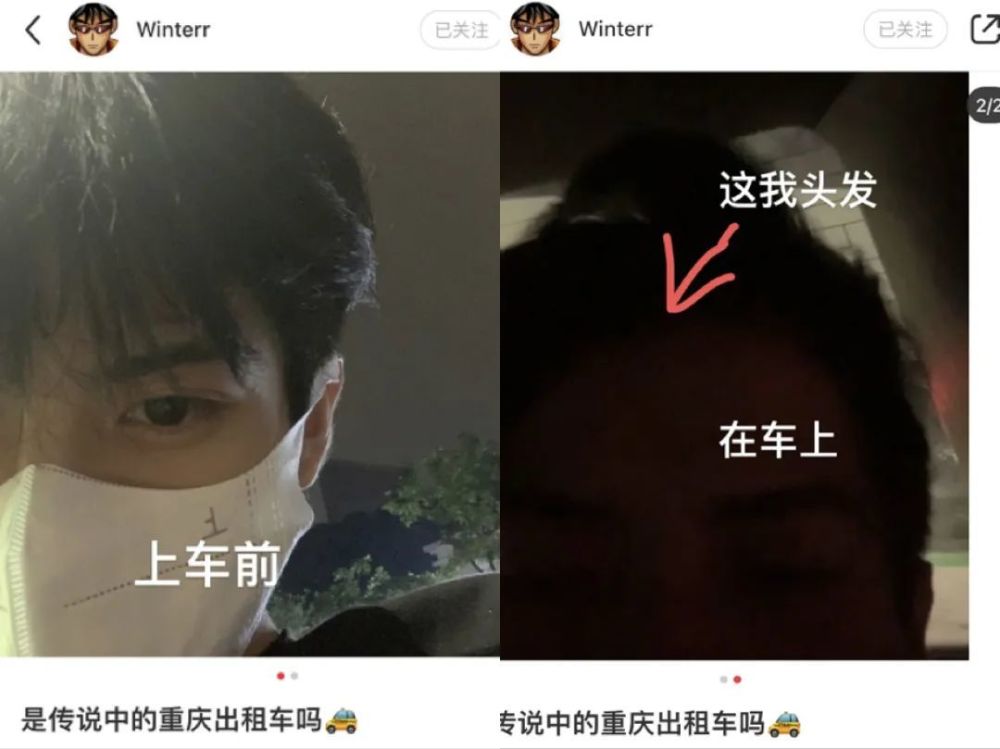 Winterr
已关注
上车前
是传说中的重庆出租车吗🚕
Winterr
已关注
2/2
这我头发
在车上
传说中的重庆出租车吗🚕